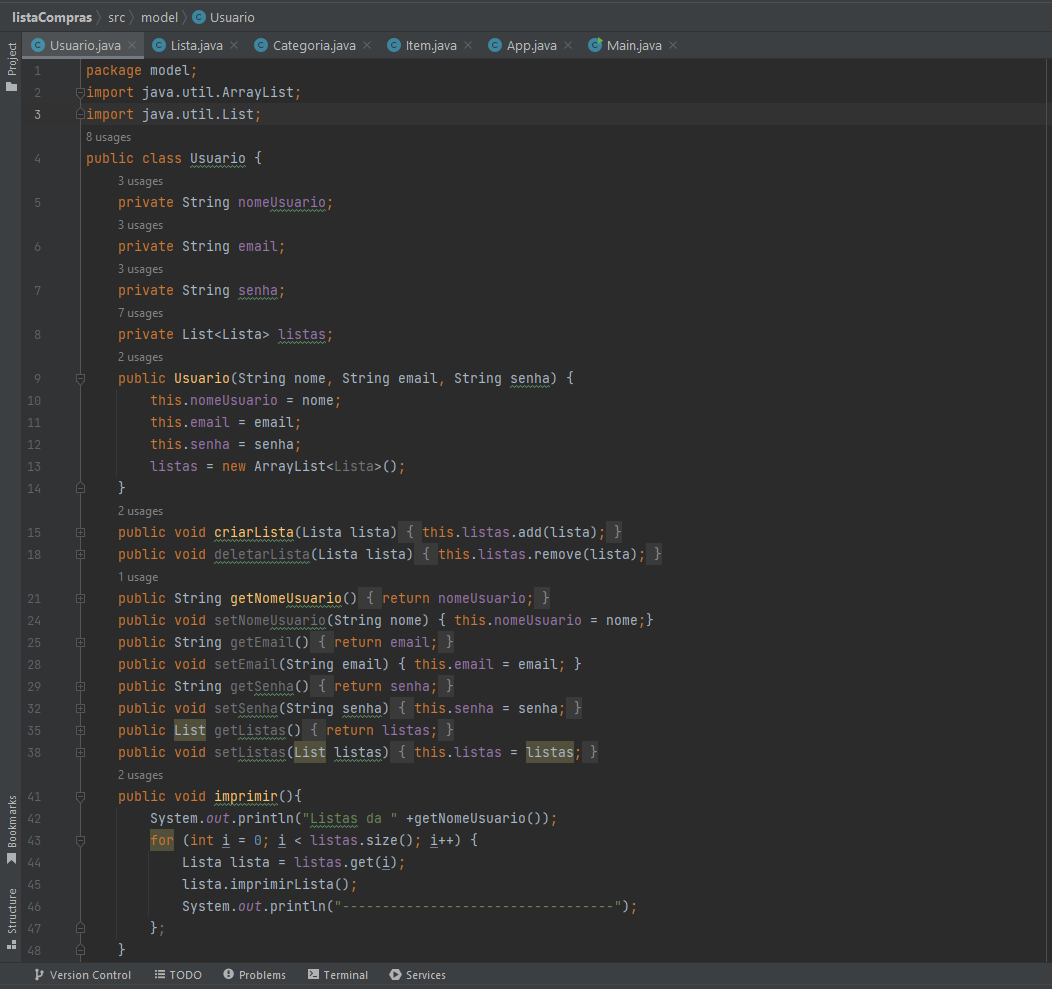 listaCompras src model Usuario
Usuario.java Lista.java Categoria.java Item.java App.java Main.java
Project
1 package model;
2 import java.util.ArrayList;
3 import java.util.List;
8 usages
4 public class Usuario {
3 usages
5 private String nomeUsuario;
3 usages
6 private String email;
3 usages
7 private String senha;
7 usages
8 private List<Lista> listas;
2 usages
9 public Usuario(String nome, String email, String senha) {
10 this.nomeUsuario = nome;
11 this.email = email;
12 this.senha = senha;
13 listas = new ArrayList<Lista>();
14 }
2 usages
15 public void criarLista(Lista lista) { this.listas.add(lista); }
18 public void deletarLista(Lista lista) { this.listas.remove(lista); }
1 usage
21 public String getNomeUsuario() { return nomeUsuario; }
24 public void setNomeUsuario(String nome) { this.nomeUsuario = nome;}
25 public String getEmail() { return email; }
28 public void setEmail(String email) { this.email = email; }
29 public String getSenha() { return senha; }
32 public void setSenha(String senha) { this.senha = senha; }
35 public List getListas() { return listas; }
38 public void setListas(List listas) { this.listas = listas; }
2 usages
41 public void imprimir(){
42 System.out.println("Listas da " +getNomeUsuario());
43 for (int i = 0; i < listas.size(); i++) {
44 Lista lista = listas.get(i);
45 lista.imprimirLista();
46 System.out.println("----------------------------------");
47 };
48 }
Bookmarks
Structure
Version Control TODO Problems Terminal Services